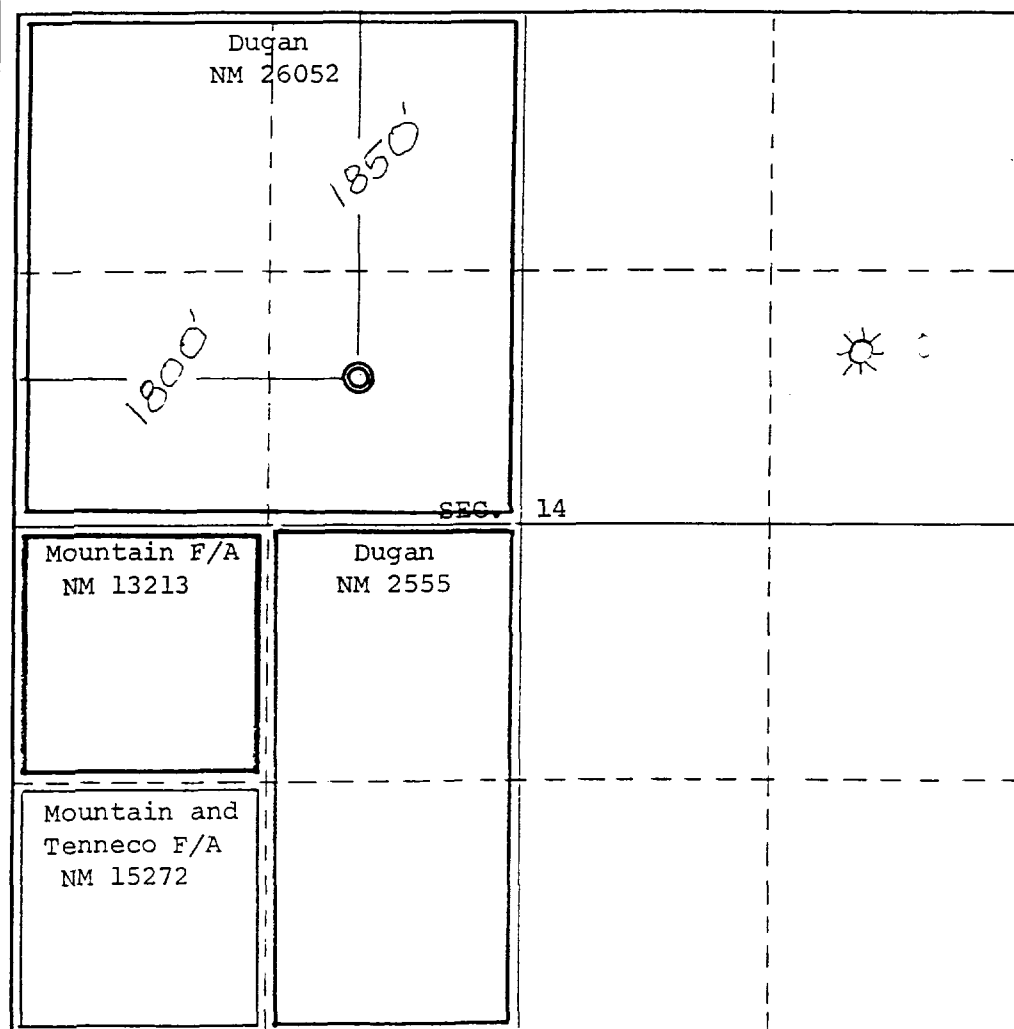 Dugan
NM 26052
1850'
1800'
SEC. 14
Mountain F/A
NM 13213
Dugan
NM 2555
Mountain and
Tenneco F/A
NM 15272